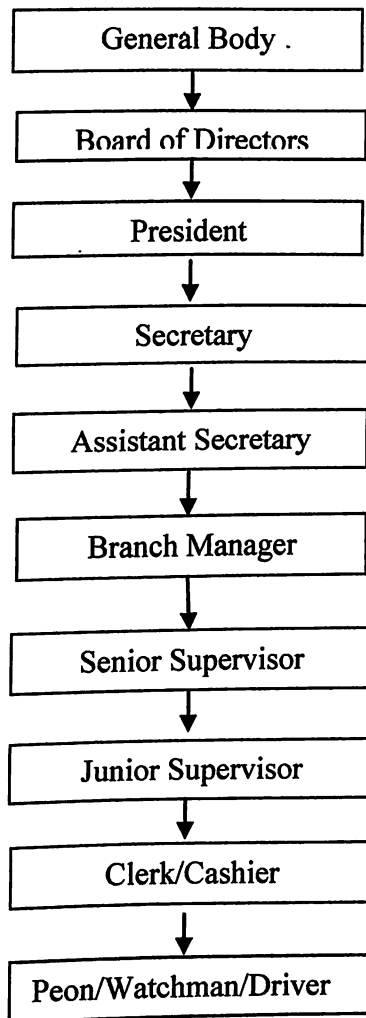 General Body .
Board of Directors
President
Secretary
Assistant Secretary
Branch Manager
Senior Supervisor
Junior Supervisor
Clerk/Cashier
Peon/Watchman/Driver